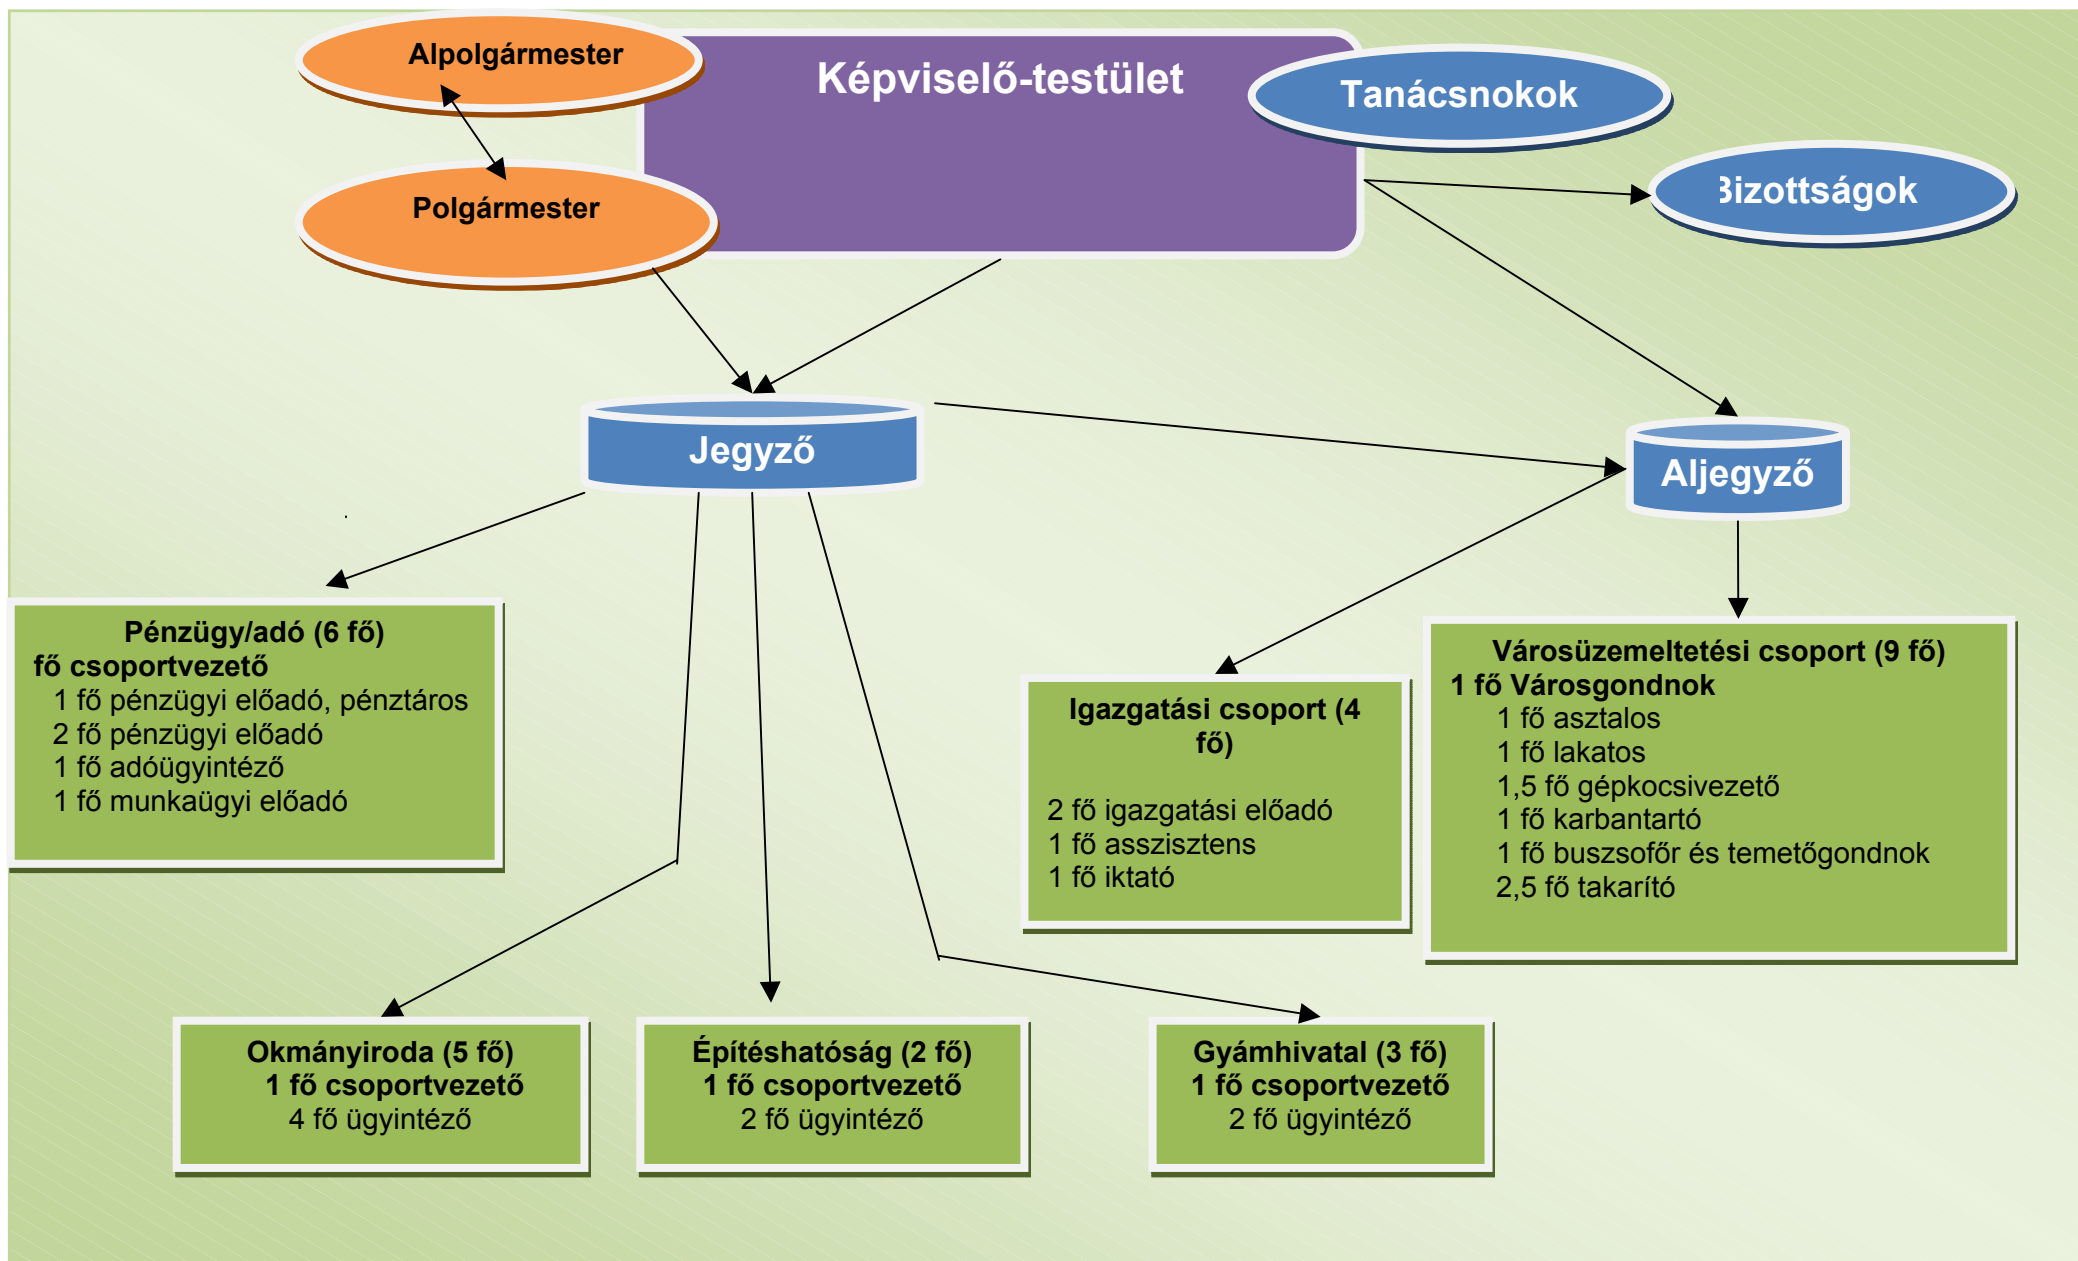 Alpolgármester
Képviselő-testület
Tanácsnokok
Bizottságok
Polgármester
Jegyző
Aljegyző
Pénzügy/adó (6 fő)
fő csoportvezető
1 fő pénzügyi előadó, pénztáros
2 fő pénzügyi előadó
1 fő adóügyintéző
1 fő munkaügyi előadó
Igazgatási csoport (4
fő)
2 fő igazgatási előadó
1 fő asszisztens
1 fő iktató
Városüzemeltetési csoport (9 fő)
1 fő Városgondnok
1 fő asztalos
1 fő lakatos
1,5 fő gépkocsivezető
1 fő karbantartó
1 fő buszsofőr és temetőgondnok
2,5 fő takarító
Okmányiroda (5 fő)
1 fő csoportvezető
4 fő ügyintéző
Építéshatóság (2 fő)
1 fő csoportvezető
2 fő ügyintéző
Gyámhivatal (3 fő)
1 fő csoportvezető
2 fő ügyintéző